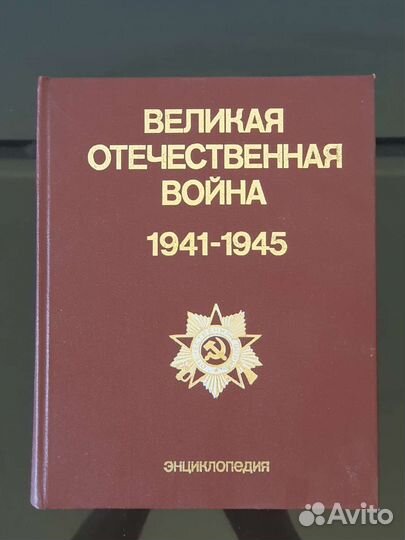 ВЕЛИКАЯ
ОТЕЧЕСТВЕННАЯ
ВОЙНА
1941-1945
ЭНЦИКЛОПЕДИЯ
Avito